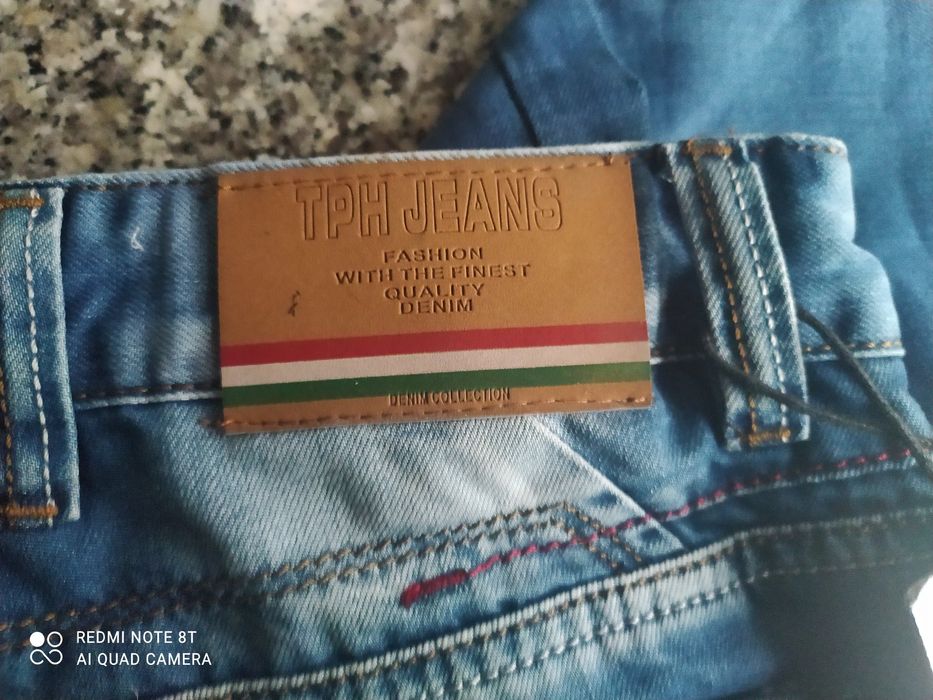 TPH JEANS
FASHION
WITH THE FINEST
QUALITY
DENIM
DENIM COLLECTION
REDMI NOTE 8T
AI QUAD CAMERA